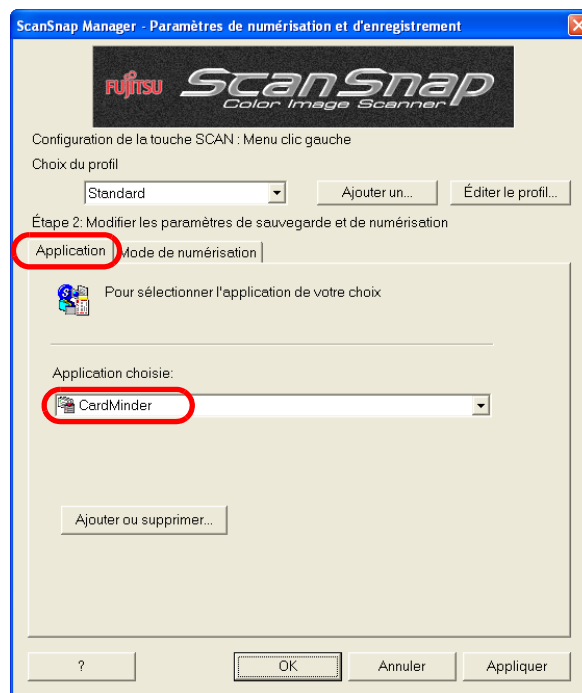 ScanSnap Manager - Paramètres de numérisation et d'enregistrement
FUJITSU ScanSnap
Color Image Scanner
Configuration de la touche SCAN : Menu clic gauche
Choix du profil
Standard Ajouter un... Éditer le profil...
Étape 2: Modifier les paramètres de sauvegarde et de numérisation
Application Mode de numérisation
Pour sélectionner l'application de votre choix
Application choisie:
CardMinder
Ajouter ou supprimer...
? OK Annuler Appliquer